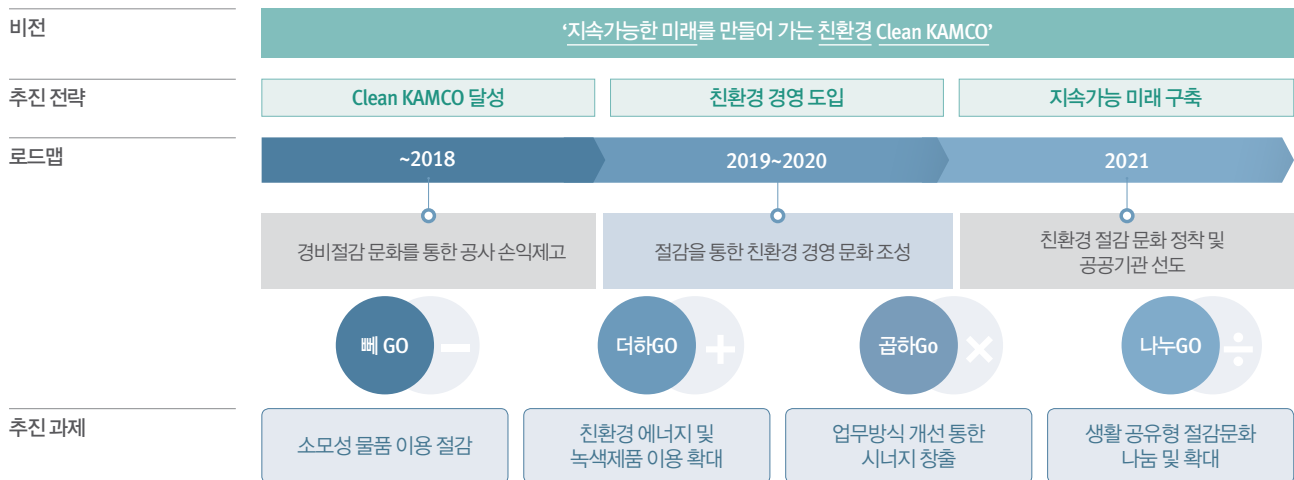 비전
‘지속가능한 미래를 만들어 가는 친환경 Clean KAMCO’
추진 전략
Clean KAMCO 달성
친환경 경영 도입
지속가능 미래 구축
로드맵
~2018
2019~2020
2021
경비절감 문화를 통한 공사 손익제고
절감을 통한 친환경 경영 문화 조성
친환경 절감 문화 정착 및
공공기관 선도
뻬 GO
−
더하GO
+
곱하Go
×
나누GO
÷
추진 과제
소모성 물품 이용 절감
친환경 에너지 및
녹색제품 이용 확대
업무방식 개선 통한
시너지 창출
생활 공유형 절감문화
나눔 및 확대